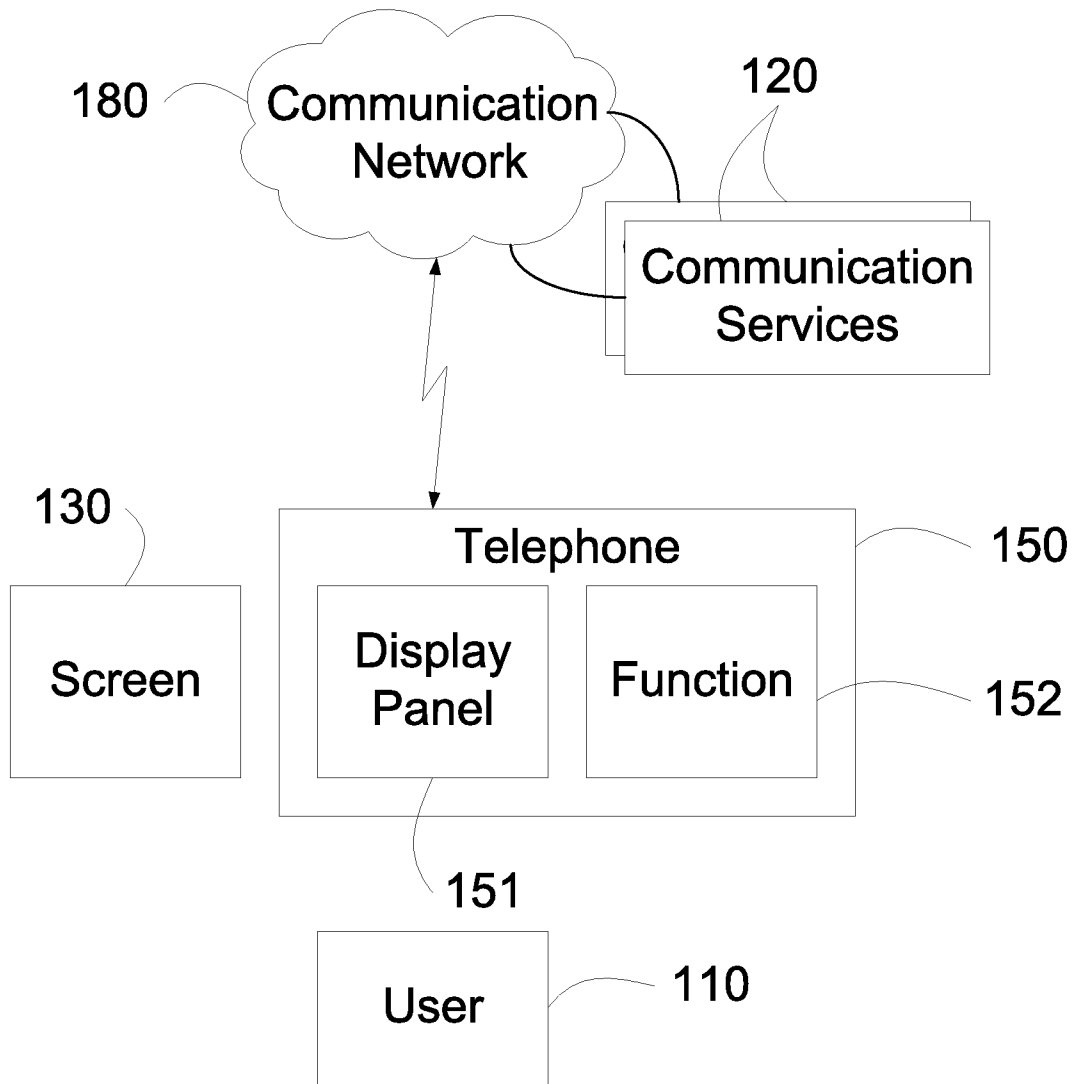 180
Communication
Network
120
Communication
Services
130
Telephone
150
Screen
Display
Panel
Function
152
151
User
110